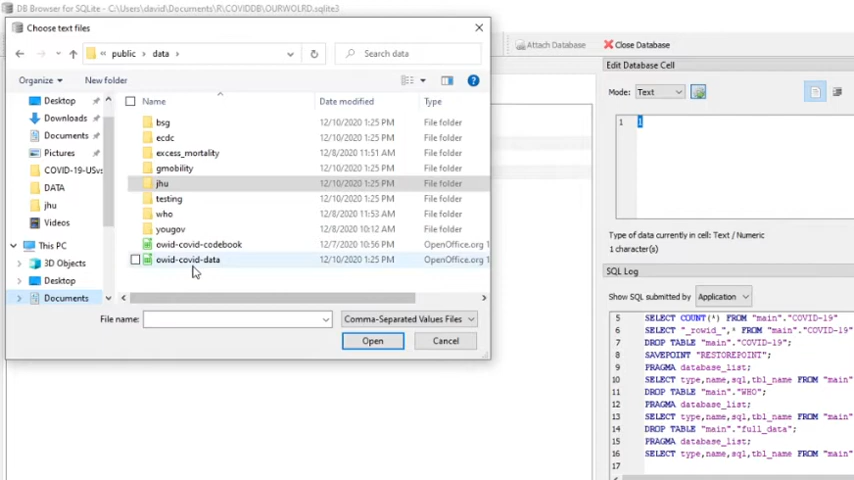 DB Browser for SQLite - C:\Users\david\Documents\R\COVIDDB\OURWOLRD.sqlite3
Choose text files
« public › data ›
Search data
Attach Database
Close Database
Organize
New folder
Edit Database Cell
Mode: Text
Name
Date modified
Type
Desktop
Downloads
Documents
Pictures
COVID-19-USvs
DATA
jhu
Videos
This PC
3D Objects
Desktop
Documents
bsg 12/10/2020 1:25 PM File folder
ecdc 12/10/2020 1:25 PM File folder
excess_mortality 12/8/2020 11:51 AM File folder
gmobility 12/10/2020 1:25 PM File folder
jhu 12/10/2020 1:25 PM File folder
testing 12/10/2020 1:25 PM File folder
who 12/8/2020 11:53 AM File folder
yougov 12/8/2020 10:12 AM File folder
owid-covid-codebook 12/7/2020 10:56 PM OpenOffice.org 1
owid-covid-data 12/10/2020 1:25 PM OpenOffice.org 1
File name:
Comma-Separated Values Files
Open
Cancel
1 1
Type of data currently in cell: Text / Numeric
1 character(s)
SQL Log
Show SQL submitted by Application
5 SELECT COUNT(*) FROM "main"."COVID-19"
6 SELECT "_rowid_",* FROM "main"."COVID-19"
7 DROP TABLE "main"."COVID-19";
8 SAVEPOINT "RESTOREPOINT";
9 PRAGMA database_list;
10 SELECT type,name,sql,tbl_name FROM "main"
11 DROP TABLE "main"."WHO";
12 PRAGMA database_list;
13 SELECT type,name,sql,tbl_name FROM "main"
14 DROP TABLE "main"."full_data";
15 PRAGMA database_list;
16 SELECT type,name,sql,tbl_name FROM "main"
17